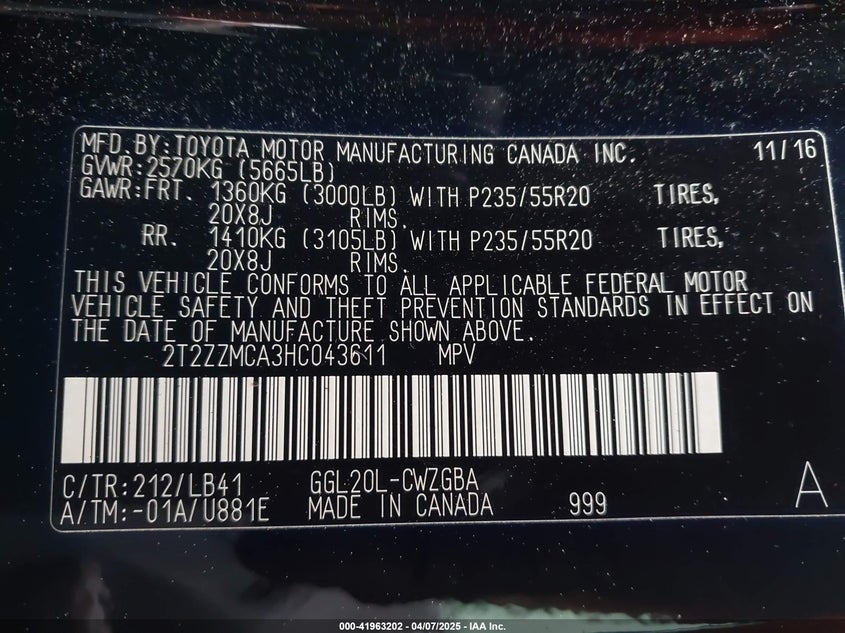 MFD. BY: TOYOTA MOTOR MANUFACTURING CANADA INC. 11/16
GVWR: 2570KG (5665LB)
GAWR: FRT. 1360KG (3000LB) WITH P235/55R20 TIRES,
20X8J RIMS,
RR. 1410KG (3105LB) WITH P235/55R20 TIRES,
20X8J RIMS,
THIS VEHICLE CONFORMS TO ALL APPLICABLE FEDERAL MOTOR
VEHICLE SAFETY AND THEFT PREVENTION STANDARDS IN EFFECT ON
THE DATE OF MANUFACTURE SHOWN ABOVE.
2T2ZZMCA3HC043611 MPV
C/TR: 212/LB41 GGL20L-CWZGBA A
A/TM: -01A/U881E MADE IN CANADA 999
000-41963202 - 04/07/2025 - IAA Inc.